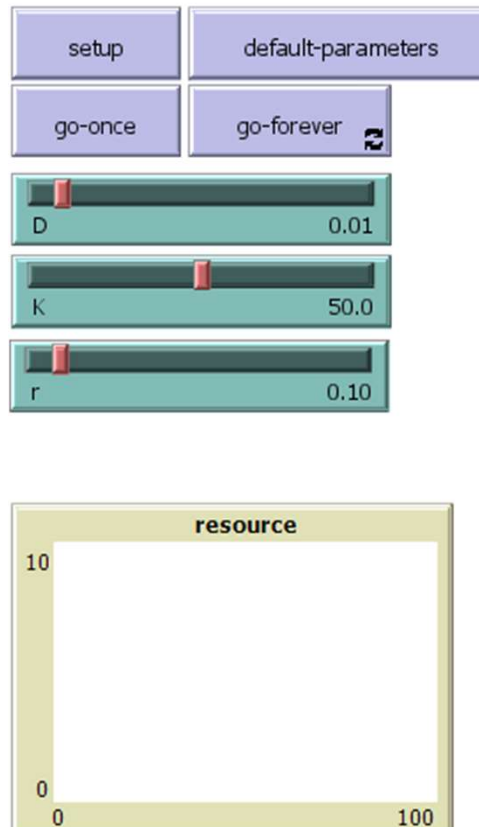 setup default-parameters
go-once go-forever
D 0.01
K 50.0
r 0.10
resource
10
0
0 100